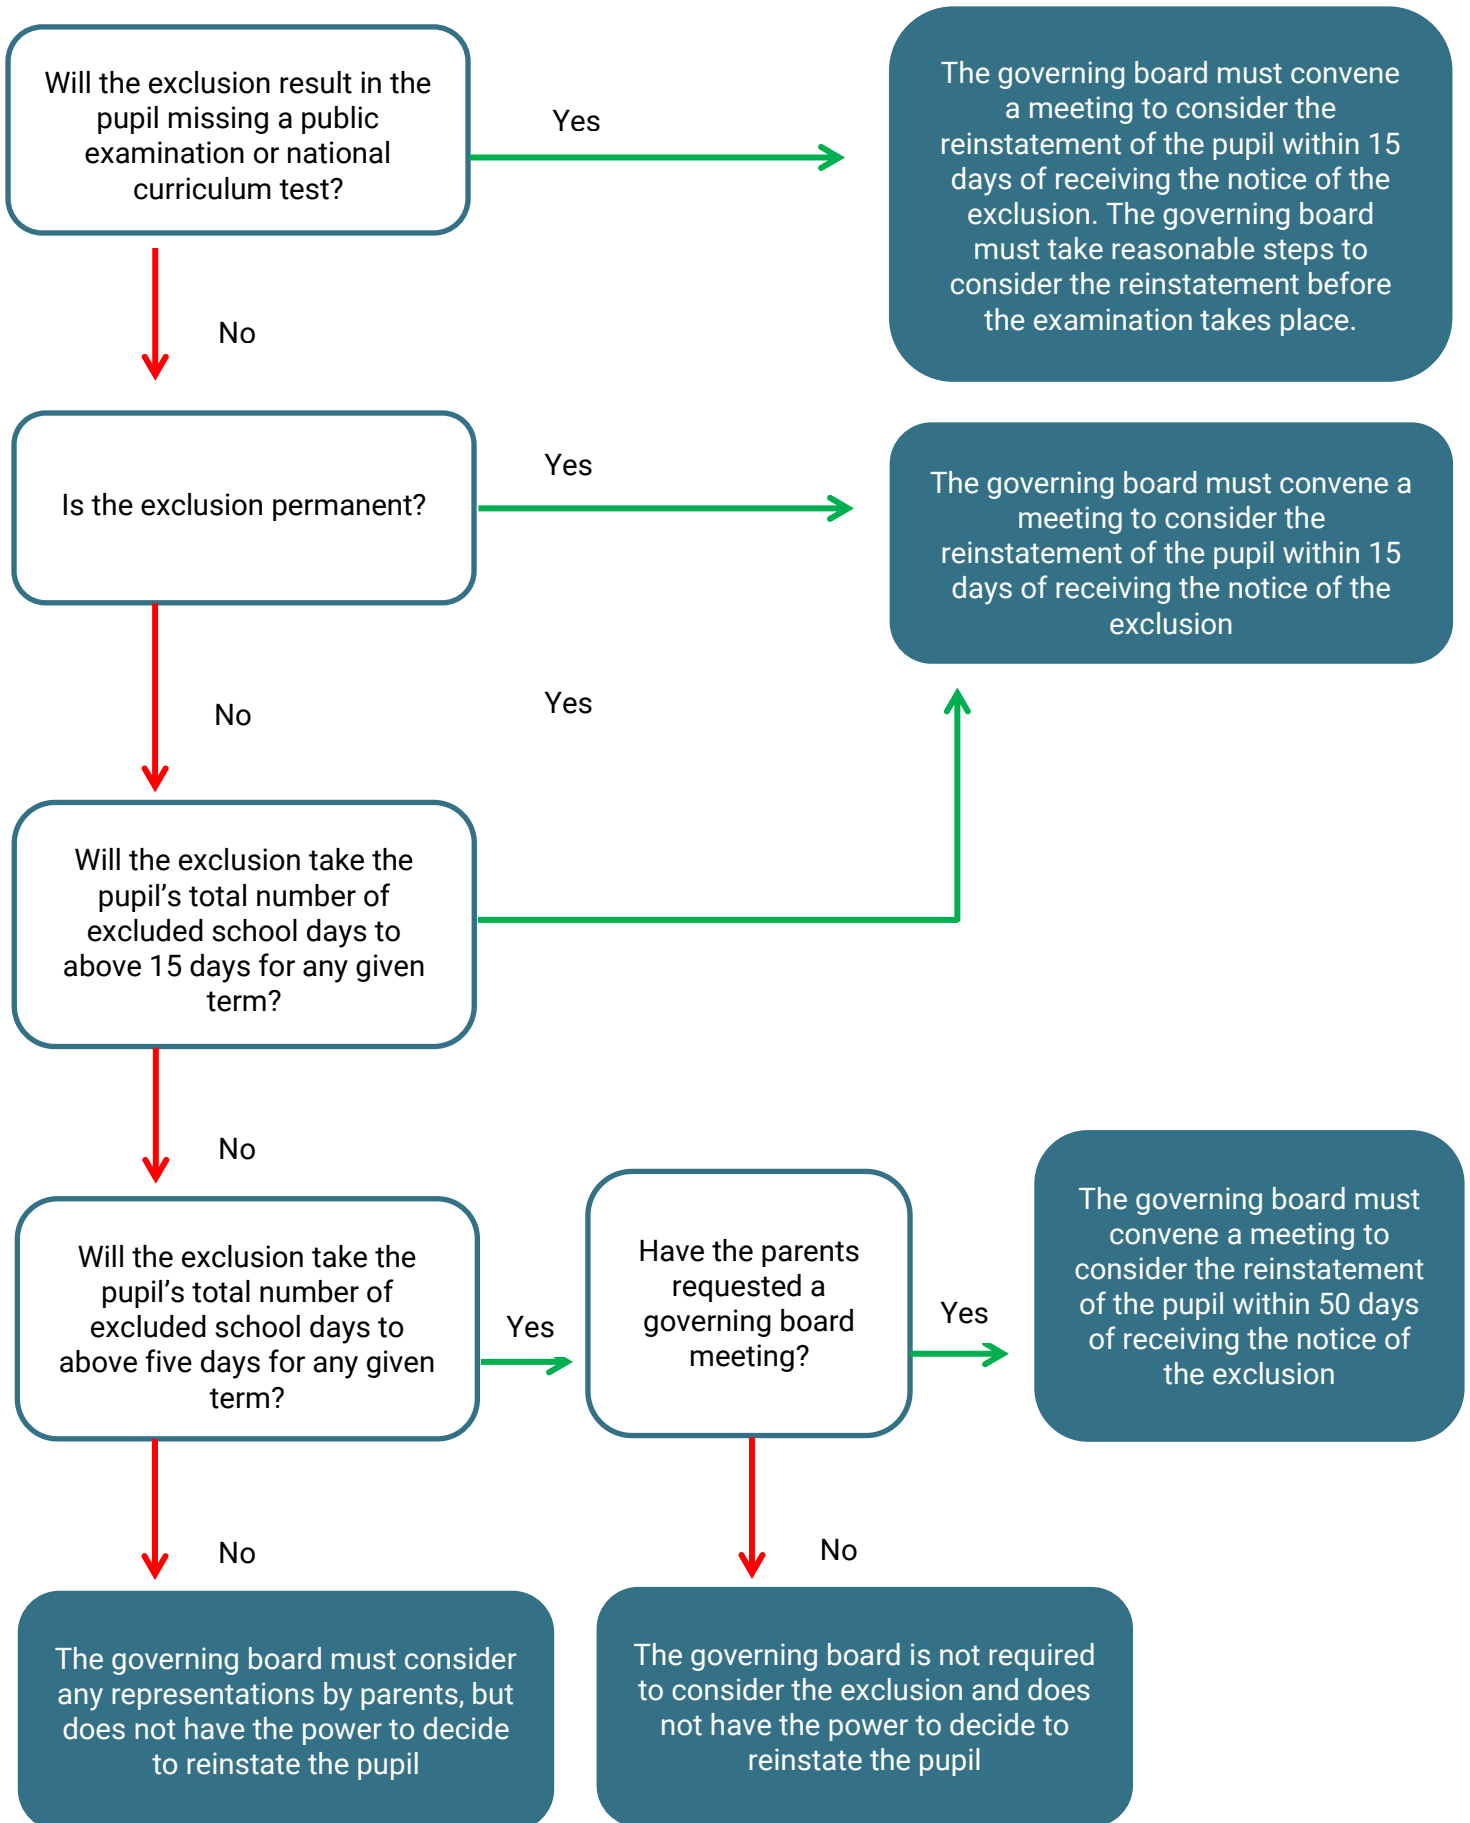 Will the exclusion result in the
pupil missing a public
examination or national
curriculum test?
Yes
The governing board must convene
a meeting to consider the
reinstatement of the pupil within 15
days of receiving the notice of the
exclusion. The governing board
must take reasonable steps to
consider the reinstatement before
the examination takes place.
No
Is the exclusion permanent?
Yes
The governing board must convene a
meeting to consider the
reinstatement of the pupil within 15
days of receiving the notice of the
exclusion
No
Yes
Will the exclusion take the
pupil’s total number of
excluded school days to
above 15 days for any given
term?
No
Will the exclusion take the
pupil’s total number of
excluded school days to
above five days for any given
term?
Yes
Have the parents
requested a
governing board
meeting?
Yes
The governing board must
convene a meeting to
consider the reinstatement
of the pupil within 50 days
of receiving the notice of
the exclusion
No
No
The governing board must consider
any representations by parents, but
does not have the power to decide
to reinstate the pupil
The governing board is not required
to consider the exclusion and does
not have the power to decide to
reinstate the pupil